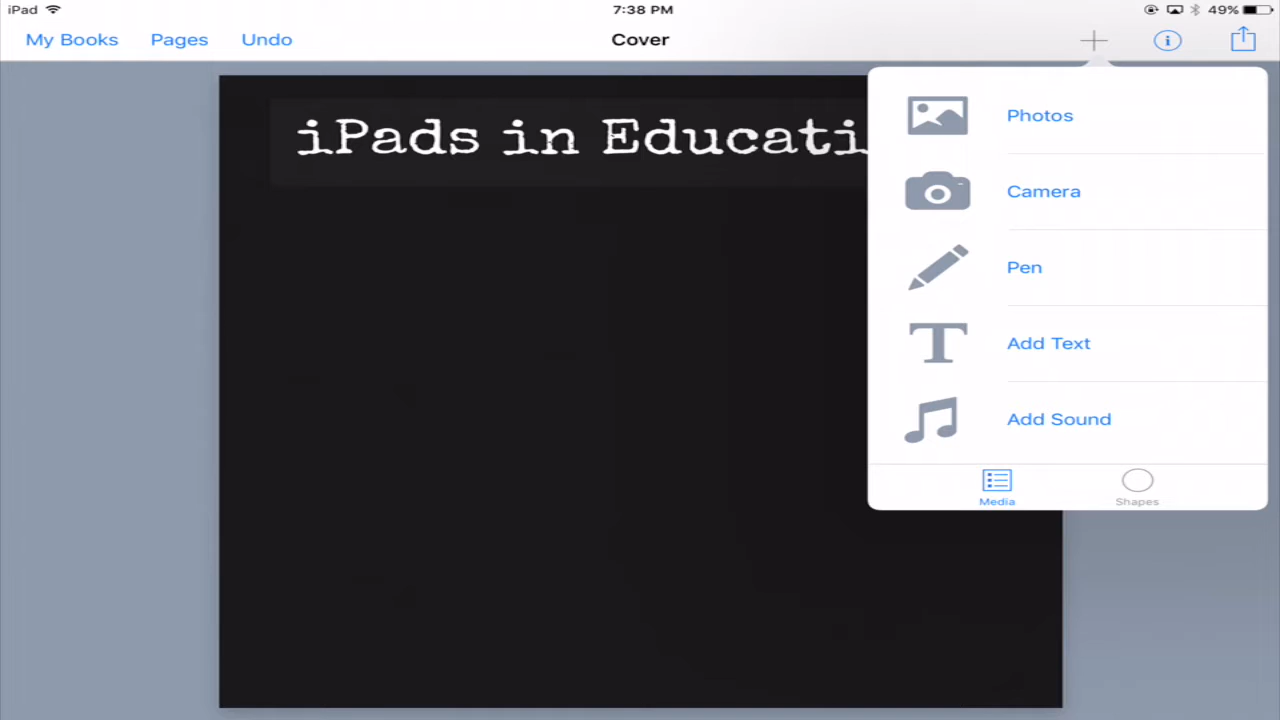 iPad 7:38 PM 49%
My Books Pages Undo Cover
iPads in Educati
Photos
Camera
Pen
Add Text
Add Sound
Media Shapes